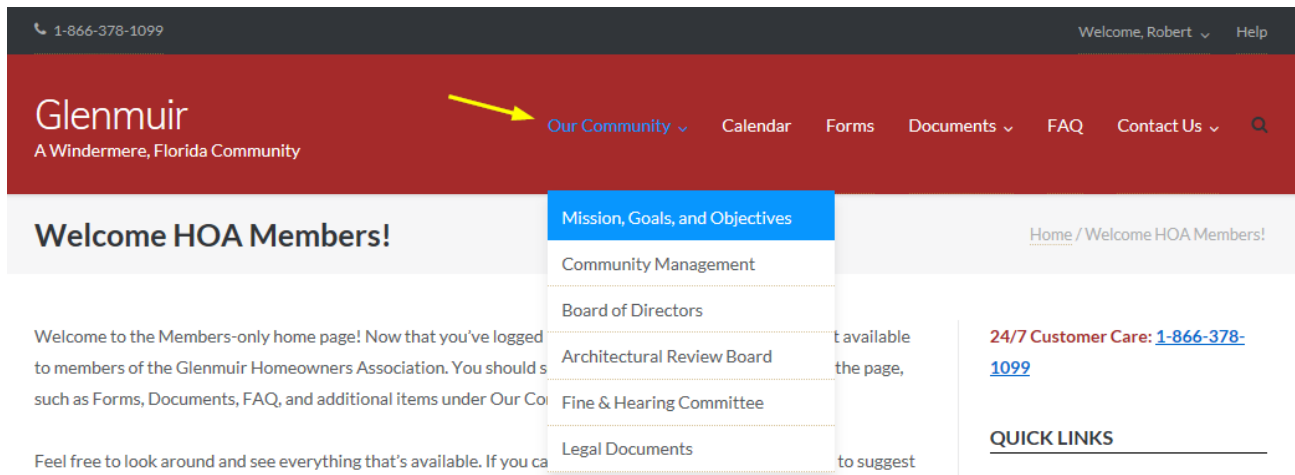 1-866-378-1099
Welcome, Robert
Help
Glenmuir
A Windermere, Florida Community
Our Community
Calendar
Forms
Documents
FAQ
Contact Us
Mission, Goals, and Objectives
Community Management
Board of Directors
Architectural Review Board
Fine & Hearing Committee
Legal Documents
Welcome HOA Members!
Home / Welcome HOA Members!
Welcome to the Members-only home page! Now that you've logged
t available
to members of the Glenmuir Homeowners Association. You should s
the page,
such as Forms, Documents, FAQ, and additional items under Our Co
Feel free to look around and see everything that's available. If you ca
to suggest
24/7 Customer Care: 1-866-378-
1099
QUICK LINKS